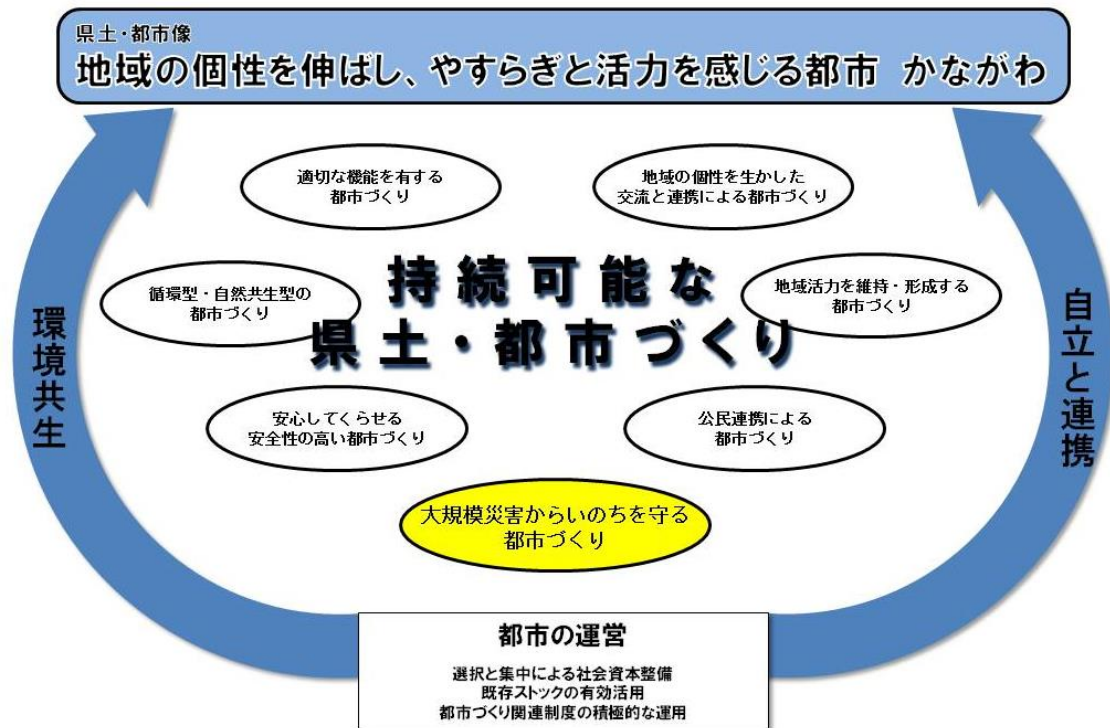 県土・都市像
地域の個性を伸ばし、やすらぎと活力を感じる都市 かながわ
適切な機能を有する
都市づくり
地域の個性を生かした
交流と連携による都市づくり
持続可能な
県土・都市づくり
循環型・自然共生型の
都市づくり
地域活力を維持・形成する
都市づくり
環境共生
自立と連携
安心してくらせる
安全性の高い都市づくり
公民連携による
都市づくり
大規模災害からいのちを守る
都市づくり
都市の運営
選択と集中による社会資本整備
既存ストックの有効活用
都市づくり関連制度の積極的な運用